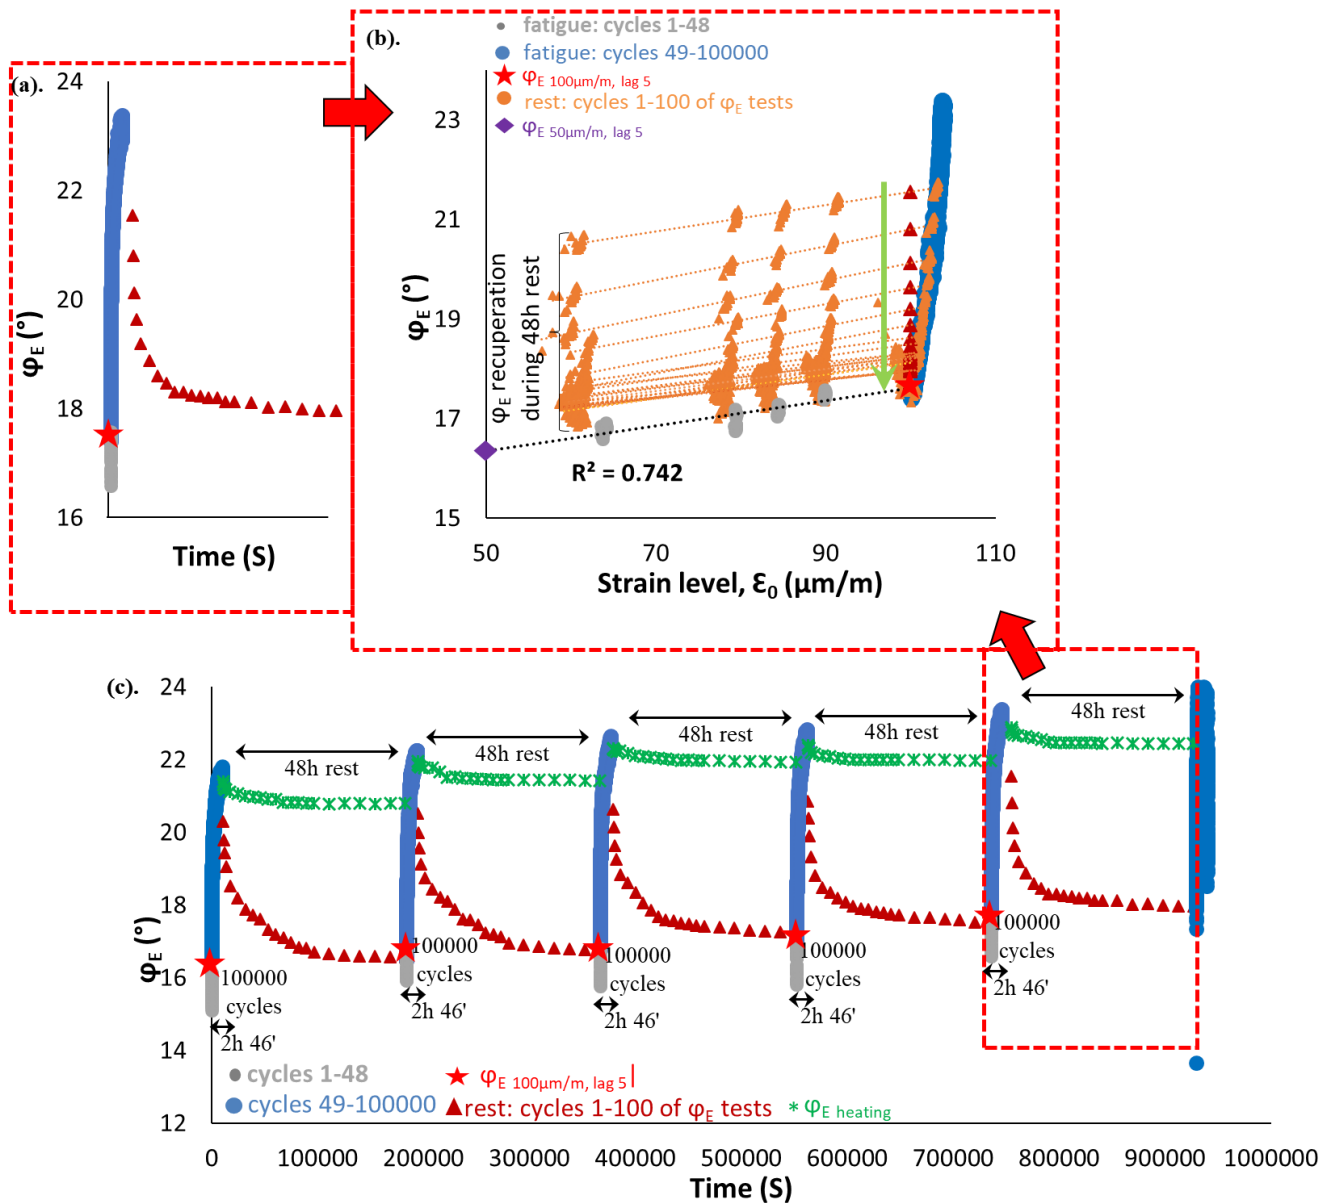 (a).
24
22
20
18
16
φE (°)
Time (S)
(b).
fatigue: cycles 1-48
fatigue: cycles 49-100000
φE 100μm/m, lag 5
rest: cycles 1-100 of φE tests
φE 50μm/m, lag 5
23
21
19
17
15
φE (°)
φE recuperation
during 48h rest
R² = 0.742
50
70
90
110
Strain level, Ɛ0 (μm/m)
(c).
24
22
20
18
16
14
12
φE (°)
48h rest
48h rest
48h rest
48h rest
48h rest
100000
cycles
2h 46'
100000
cycles
2h 46'
100000
cycles
2h 46'
100000
cycles
2h 46'
100000
cycles
2h 46'
cycles 1-48
φE 100μm/m, lag 5|
cycles 49-100000
rest: cycles 1-100 of φE tests
φE heating
0
100000
200000
300000
400000
500000
600000
700000
800000
900000
1000000
Time (S)